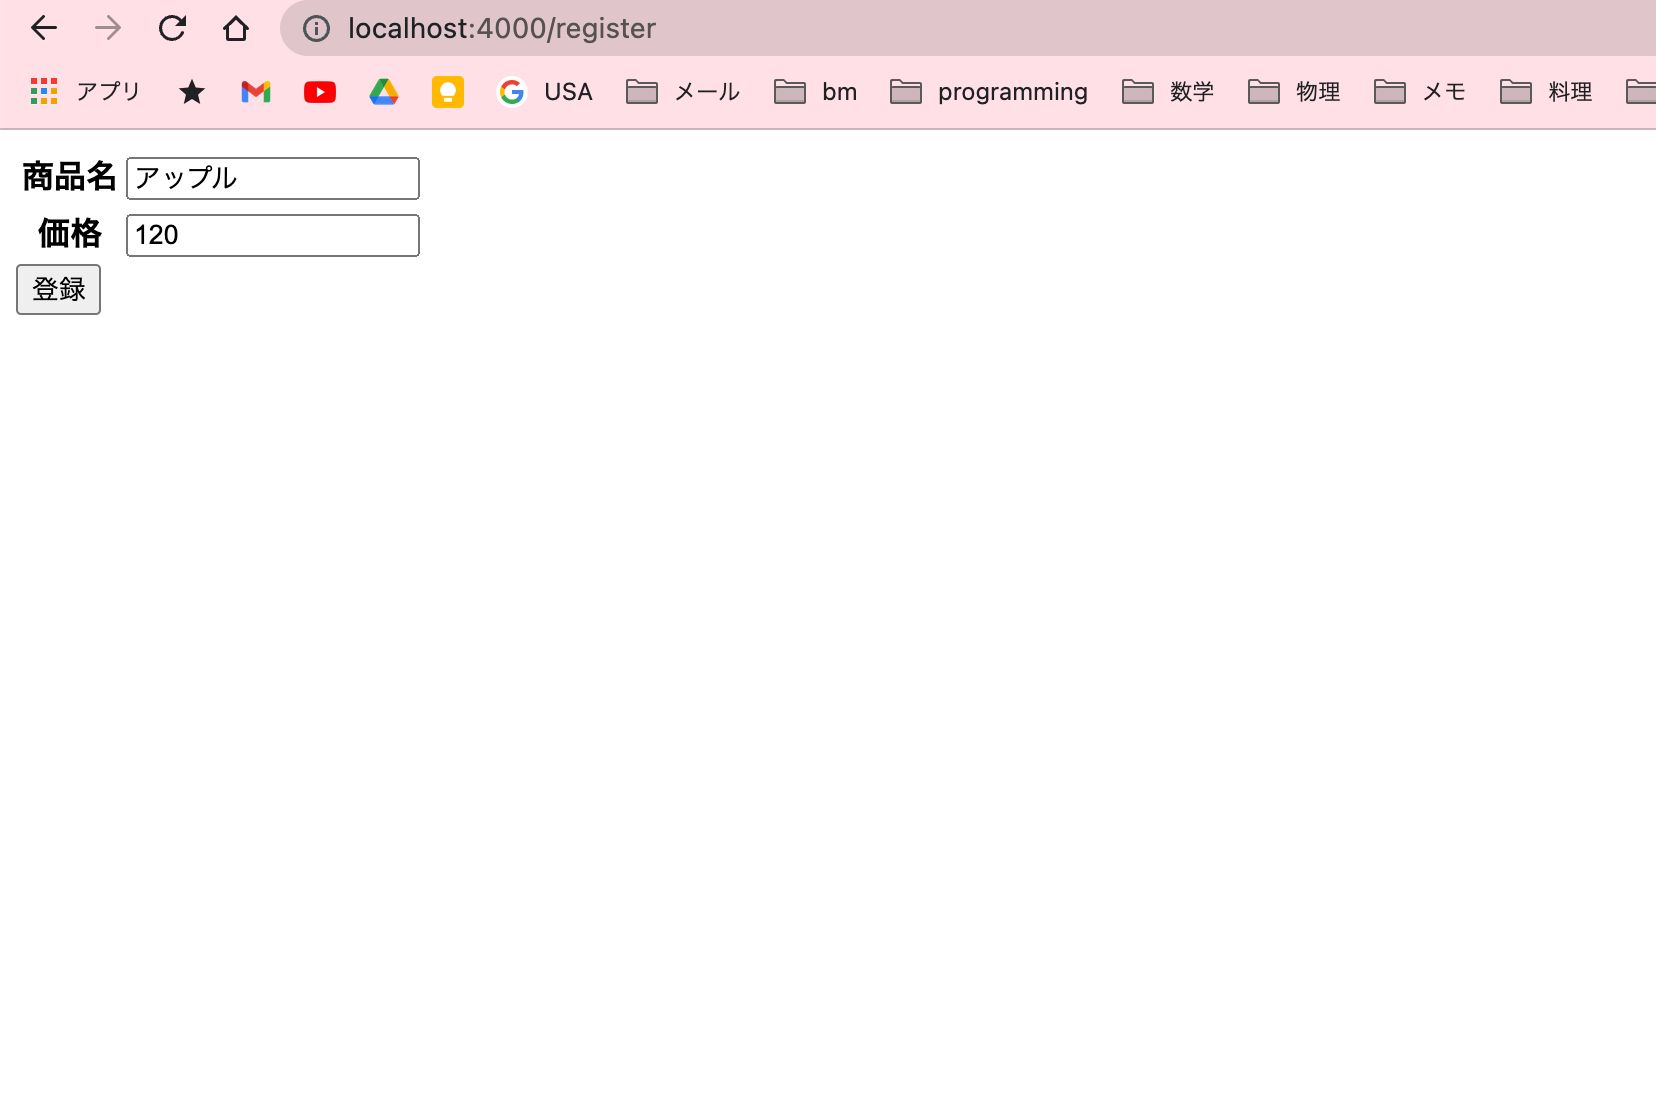 localhost:4000/register
アプリ USA メール bm programming 数学 物理 メモ 料理
商品名 アップル
価格 120
登録